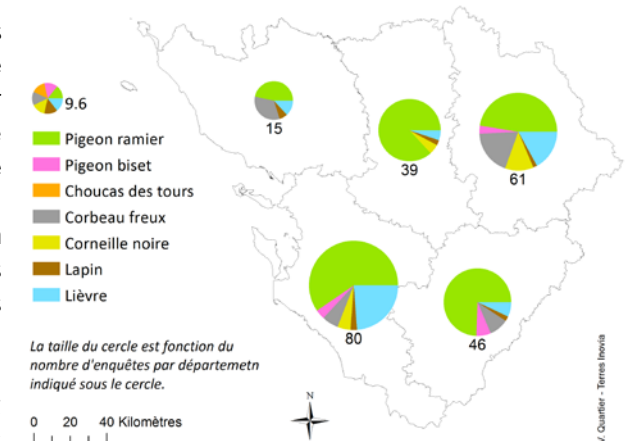 9.6
Pigeon ramier
Pigeon biset
Choucas des tours
Corbeau freux
Corneille noire
Lapin
Lièvre
15
39
61
80
46
La taille du cercle est fonction du
nombre d'enquêtes par départemetn
indiqué sous le cercle.
0 20 40 Kilomètres
N
V. Quartier - Terres Inovia